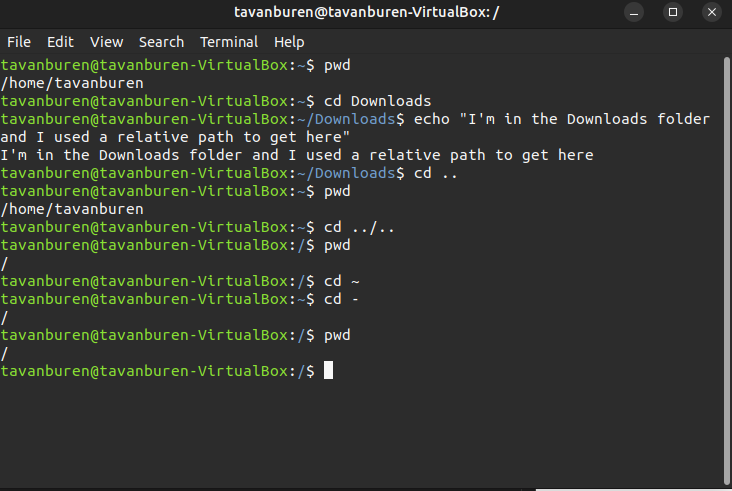 tavanburen@tavanburen-VirtualBox: /
File Edit View Search Terminal Help
tavanburen@tavanburen-VirtualBox:~$ pwd
/home/tavanburen
tavanburen@tavanburen-VirtualBox:~$ cd Downloads
tavanburen@tavanburen-VirtualBox:~/Downloads$ echo "I'm in the Downloads folder
and I used a relative path to get here"
I'm in the Downloads folder and I used a relative path to get here
tavanburen@tavanburen-VirtualBox:~/Downloads$ cd ..
tavanburen@tavanburen-VirtualBox:~$ pwd
/home/tavanburen
tavanburen@tavanburen-VirtualBox:~$ cd ../..
tavanburen@tavanburen-VirtualBox:/$ pwd
/
tavanburen@tavanburen-VirtualBox:/$ cd ~
tavanburen@tavanburen-VirtualBox:~$ cd -
/
tavanburen@tavanburen-VirtualBox:/$ pwd
/
tavanburen@tavanburen-VirtualBox:/$